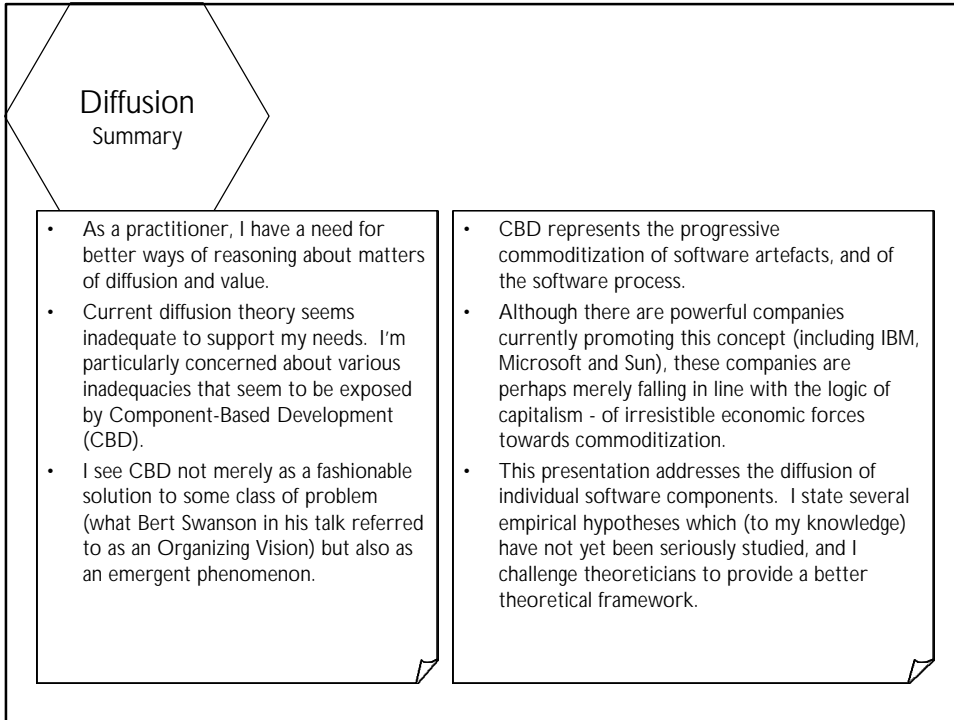 Diffusion
Summary
• As a practitioner, I have a need for
better ways of reasoning about matters
of diffusion and value.
• Current diffusion theory seems
inadequate to support my needs. I'm
particularly concerned about various
inadequacies that seem to be exposed
by Component-Based Development
(CBD).
• I see CBD not merely as a fashionable
solution to some class of problem
(what Bert Swanson in his talk referred
to as an Organizing Vision) but also as
an emergent phenomenon.
• CBD represents the progressive
commoditization of software artefacts, and of
the software process.
• Although there are powerful companies
currently promoting this concept (including IBM,
Microsoft and Sun), these companies are
perhaps merely falling in line with the logic of
capitalism - of irresistible economic forces
towards commoditization.
• This presentation addresses the diffusion of
individual software components. I state several
empirical hypotheses which (to my knowledge)
have not yet been seriously studied, and I
challenge theoreticians to provide a better
theoretical framework.